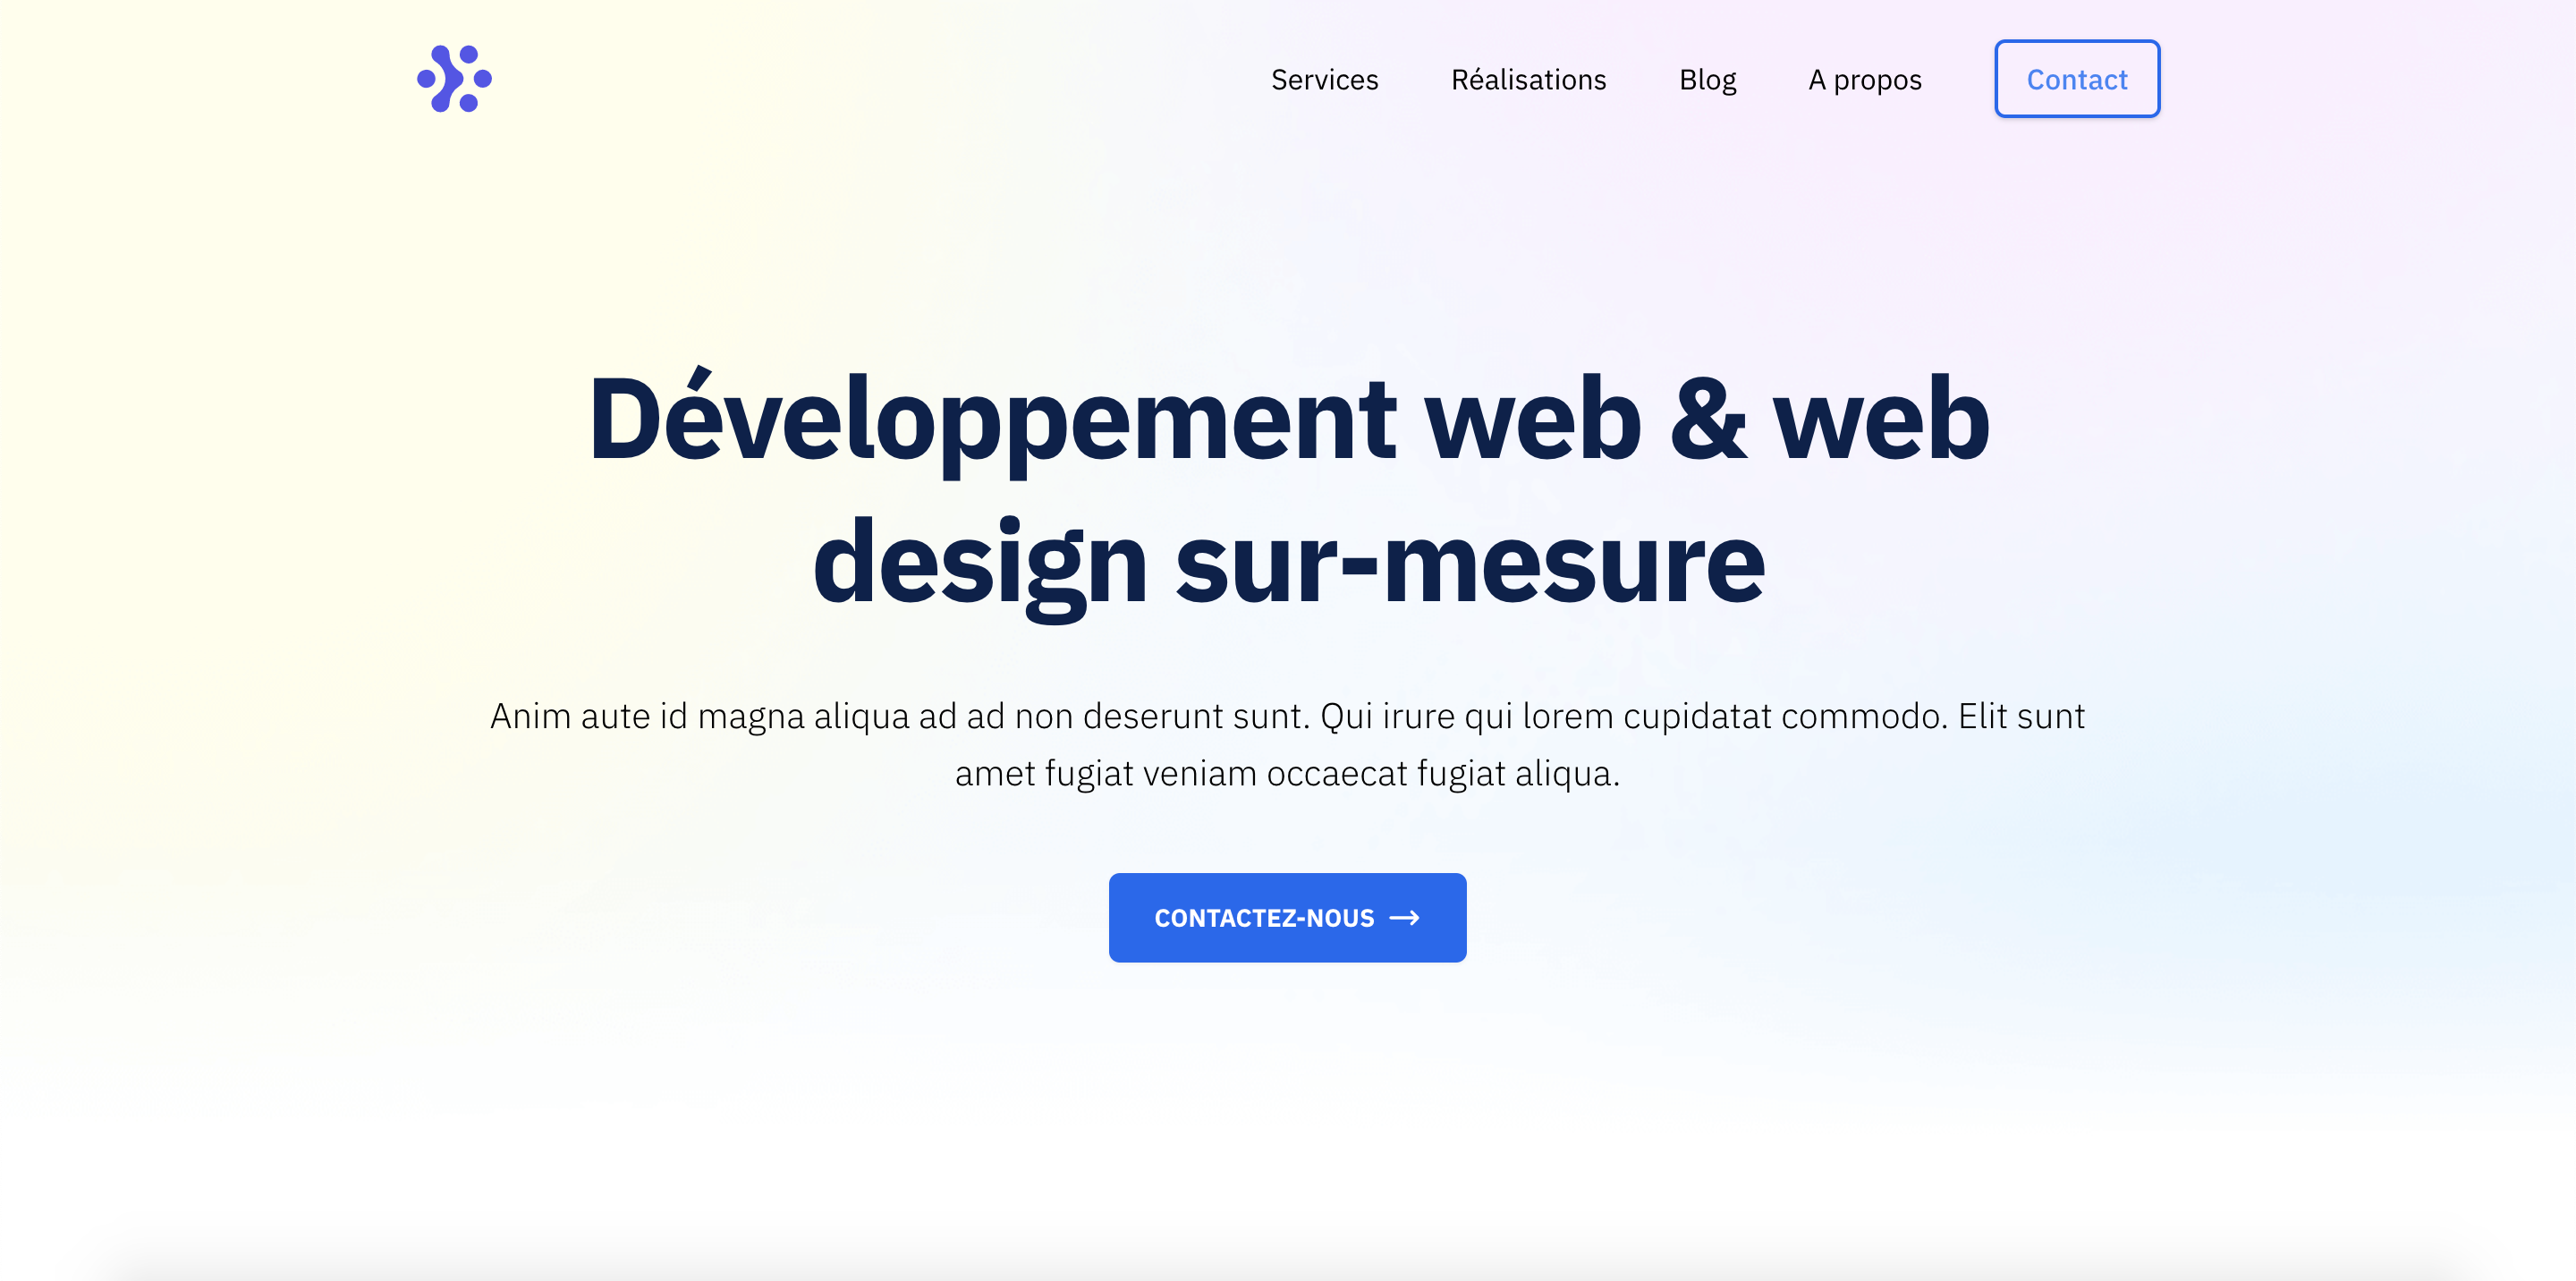 Services
Réalisations
Blog
A propos
Contact
Développement web & web
design sur-mesure
Anim aute id magna aliqua ad ad non deserunt sunt. Qui irure qui lorem cupidatat commodo. Elit sunt
amet fugiat veniam occaecat fugiat aliqua.
CONTACTEZ-NOUS